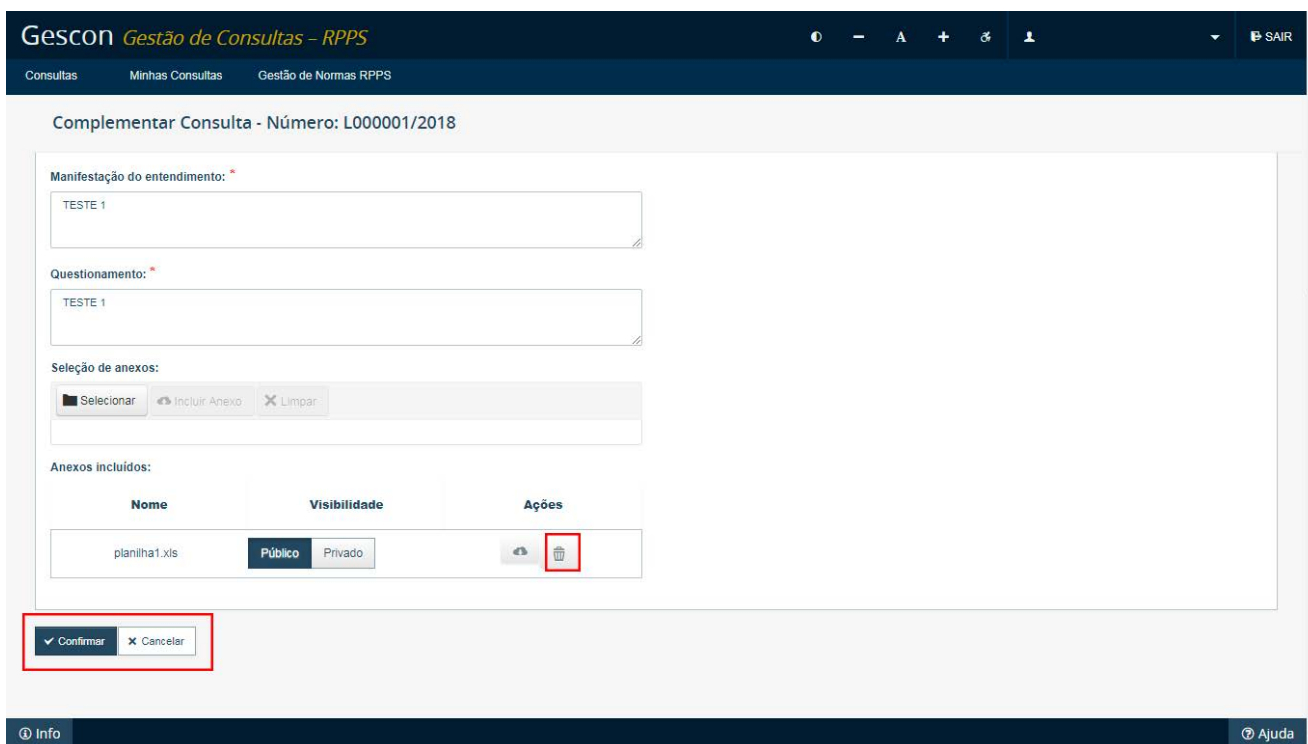 Gescon Gestão de Consultas – RPPS A SAIR
Consultas Minhas Consultas Gestão de Normas RPPS
Complementar Consulta - Número: L000001/2018
Manifestação do entendimento: *
TESTE 1
Questionamento: *
TESTE 1
Seleção de anexos:
Selecionar Incluir Anexo Limpar
Anexos incluídos:
Nome Visibilidade Ações
planilha1.xls Público Privado
Confirmar Cancelar
Info Ajuda